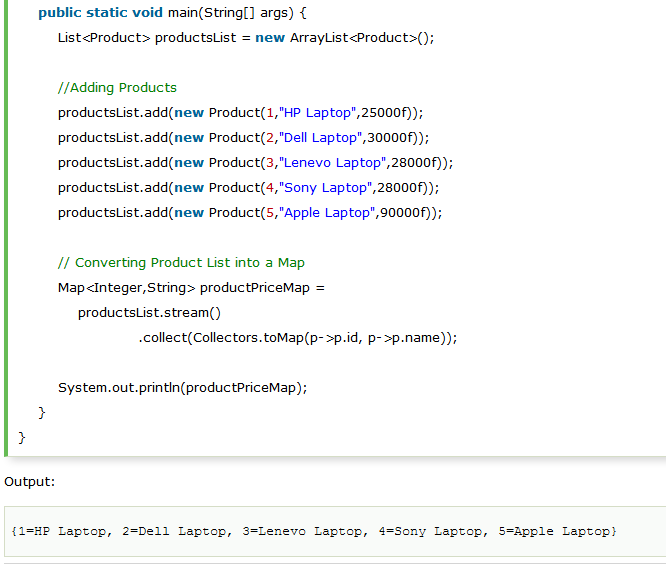 public static void main(String[] args) {
List<Product> productsList = new ArrayList<Product>();
//Adding Products
productsList.add(new Product(1,"HP Laptop",25000f));
productsList.add(new Product(2,"Dell Laptop",30000f));
productsList.add(new Product(3,"Lenevo Laptop",28000f));
productsList.add(new Product(4,"Sony Laptop",28000f));
productsList.add(new Product(5,"Apple Laptop",90000f));
// Converting Product List into a Map
Map<Integer,String> productPriceMap =
productsList.stream()
.collect(Collectors.toMap(p->p.id, p->p.name));
System.out.println(productPriceMap);
}
}
Output:
{1=HP Laptop, 2=Dell Laptop, 3=Lenevo Laptop, 4=Sony Laptop, 5=Apple Laptop}